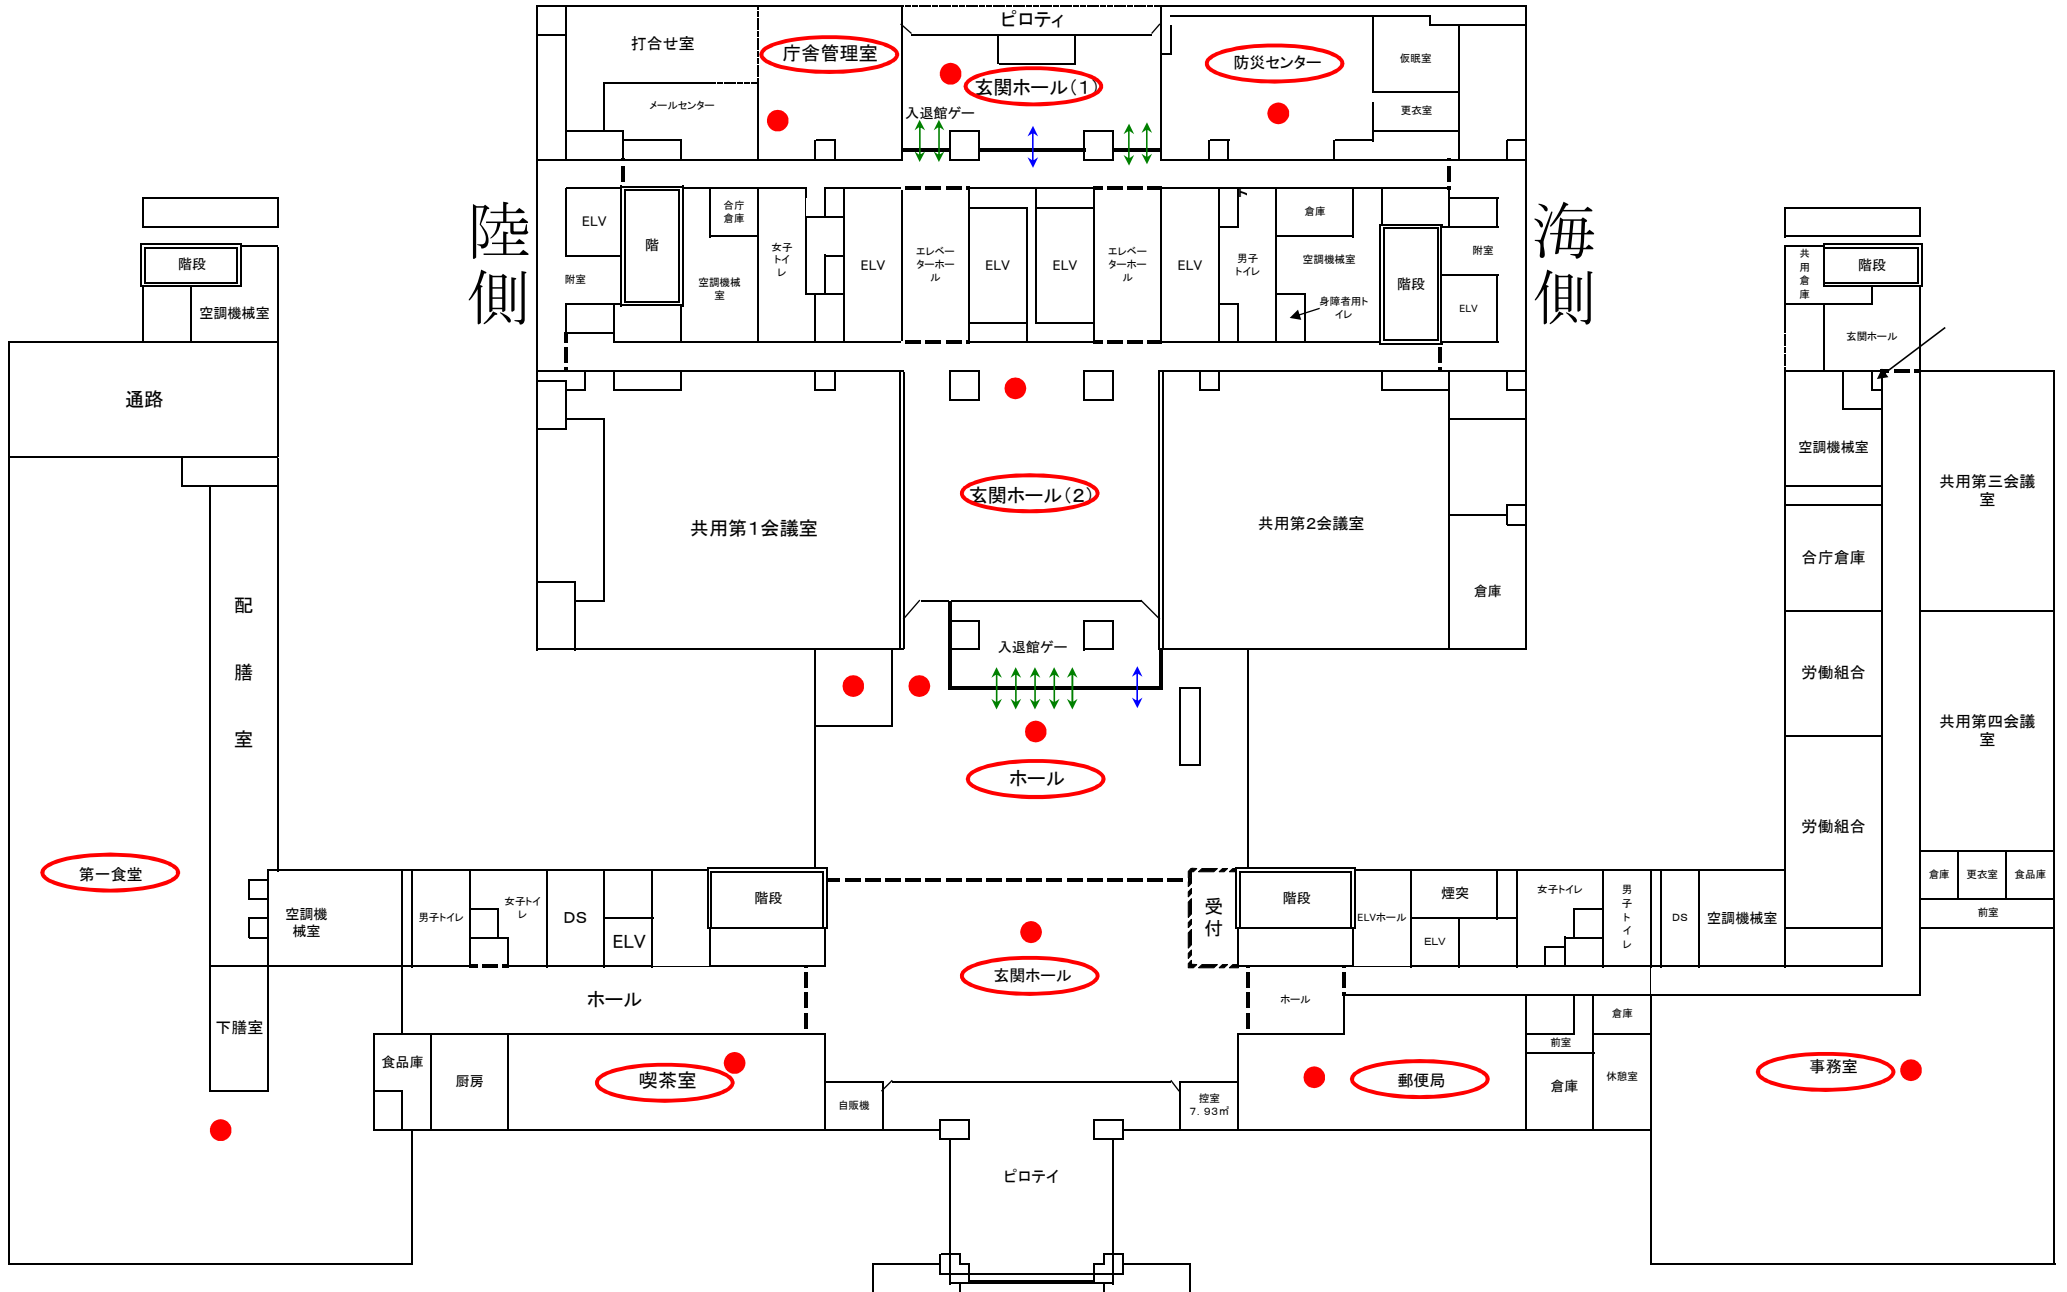 ピロティ
打合せ室
庁舎管理室
玄関ホール(1)
防災センター
仮眠室
メールセンター
入退館ゲー
更衣室
陸側
海側
ELV
階
合庁
倉庫
女子
トイ
レ
ELV
エレベー
ターホー
ル
ELV
ELV
エレベー
ターホー
ル
ELV
男子
トイレ
倉庫
空調機械室
階段
附室
附室
空調機械
室
身障者用ト
イレ
ELV
階段
空調機械室
共
用
倉
庫
階段
玄関ホール
通路
空調機械室
玄関ホール(2)
共用第1会議室
共用第2会議室
共用第三会議
室
合庁倉庫
倉庫
配
膳
室
入退館ゲー
労働組合
共用第四会議
室
ホール
労働組合
第一食堂
倉庫
更衣室
食品庫
前室
空調機
械室
男子トイレ
女子トイ
レ
DS
ELV
階段
受
付
階段
ELVホール
煙突
ELV
女子トイレ
男
子
ト
イ
レ
DS
空調機械室
玄関ホール
ホール
ホール
下膳室
食品庫
厨房
喫茶室
自販機
控室
7.93㎡
郵便局
前室
倉庫
倉庫
休憩室
事務室
ピロテイ